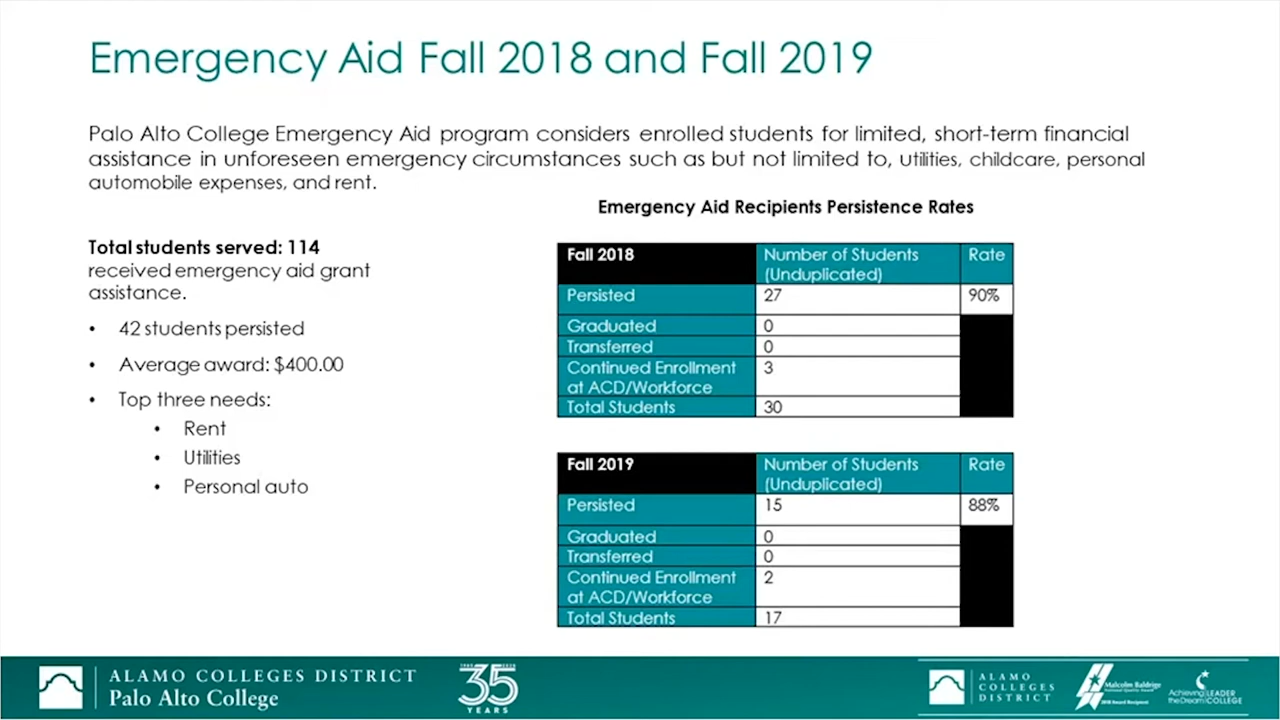 Emergency Aid Fall 2018 and Fall 2019
Palo Alto College Emergency Aid program considers enrolled students for limited, short-term financial
assistance in unforeseen emergency circumstances such as but not limited to, utilities, childcare, personal
automobile expenses, and rent.
Emergency Aid Recipients Persistence Rates
Total students served: 114
received emergency aid grant
assistance.
• 42 students persisted
• Average award: $400.00
• Top three needs:
• Rent
• Utilities
• Personal auto
Fall 2018 Number of Students Rate
(Unduplicated)
Persisted 27 90%
Graduated 0
Transferred 0
Continued Enrollment 3
at ACD/Workforce
Total Students 30
Fall 2019 Number of Students Rate
(Unduplicated)
Persisted 15 88%
Graduated 0
Transferred 0
Continued Enrollment 2
at ACD/Workforce
Total Students 17
ALAMO COLLEGES DISTRICT
Palo Alto College
35
YEARS
ALAMO
COLLEGES
DISTRICT
Malcolm Baldrige
National Quality Award
2018 Award Recipient
Achieving the Dream
LEADER
COLLEGE